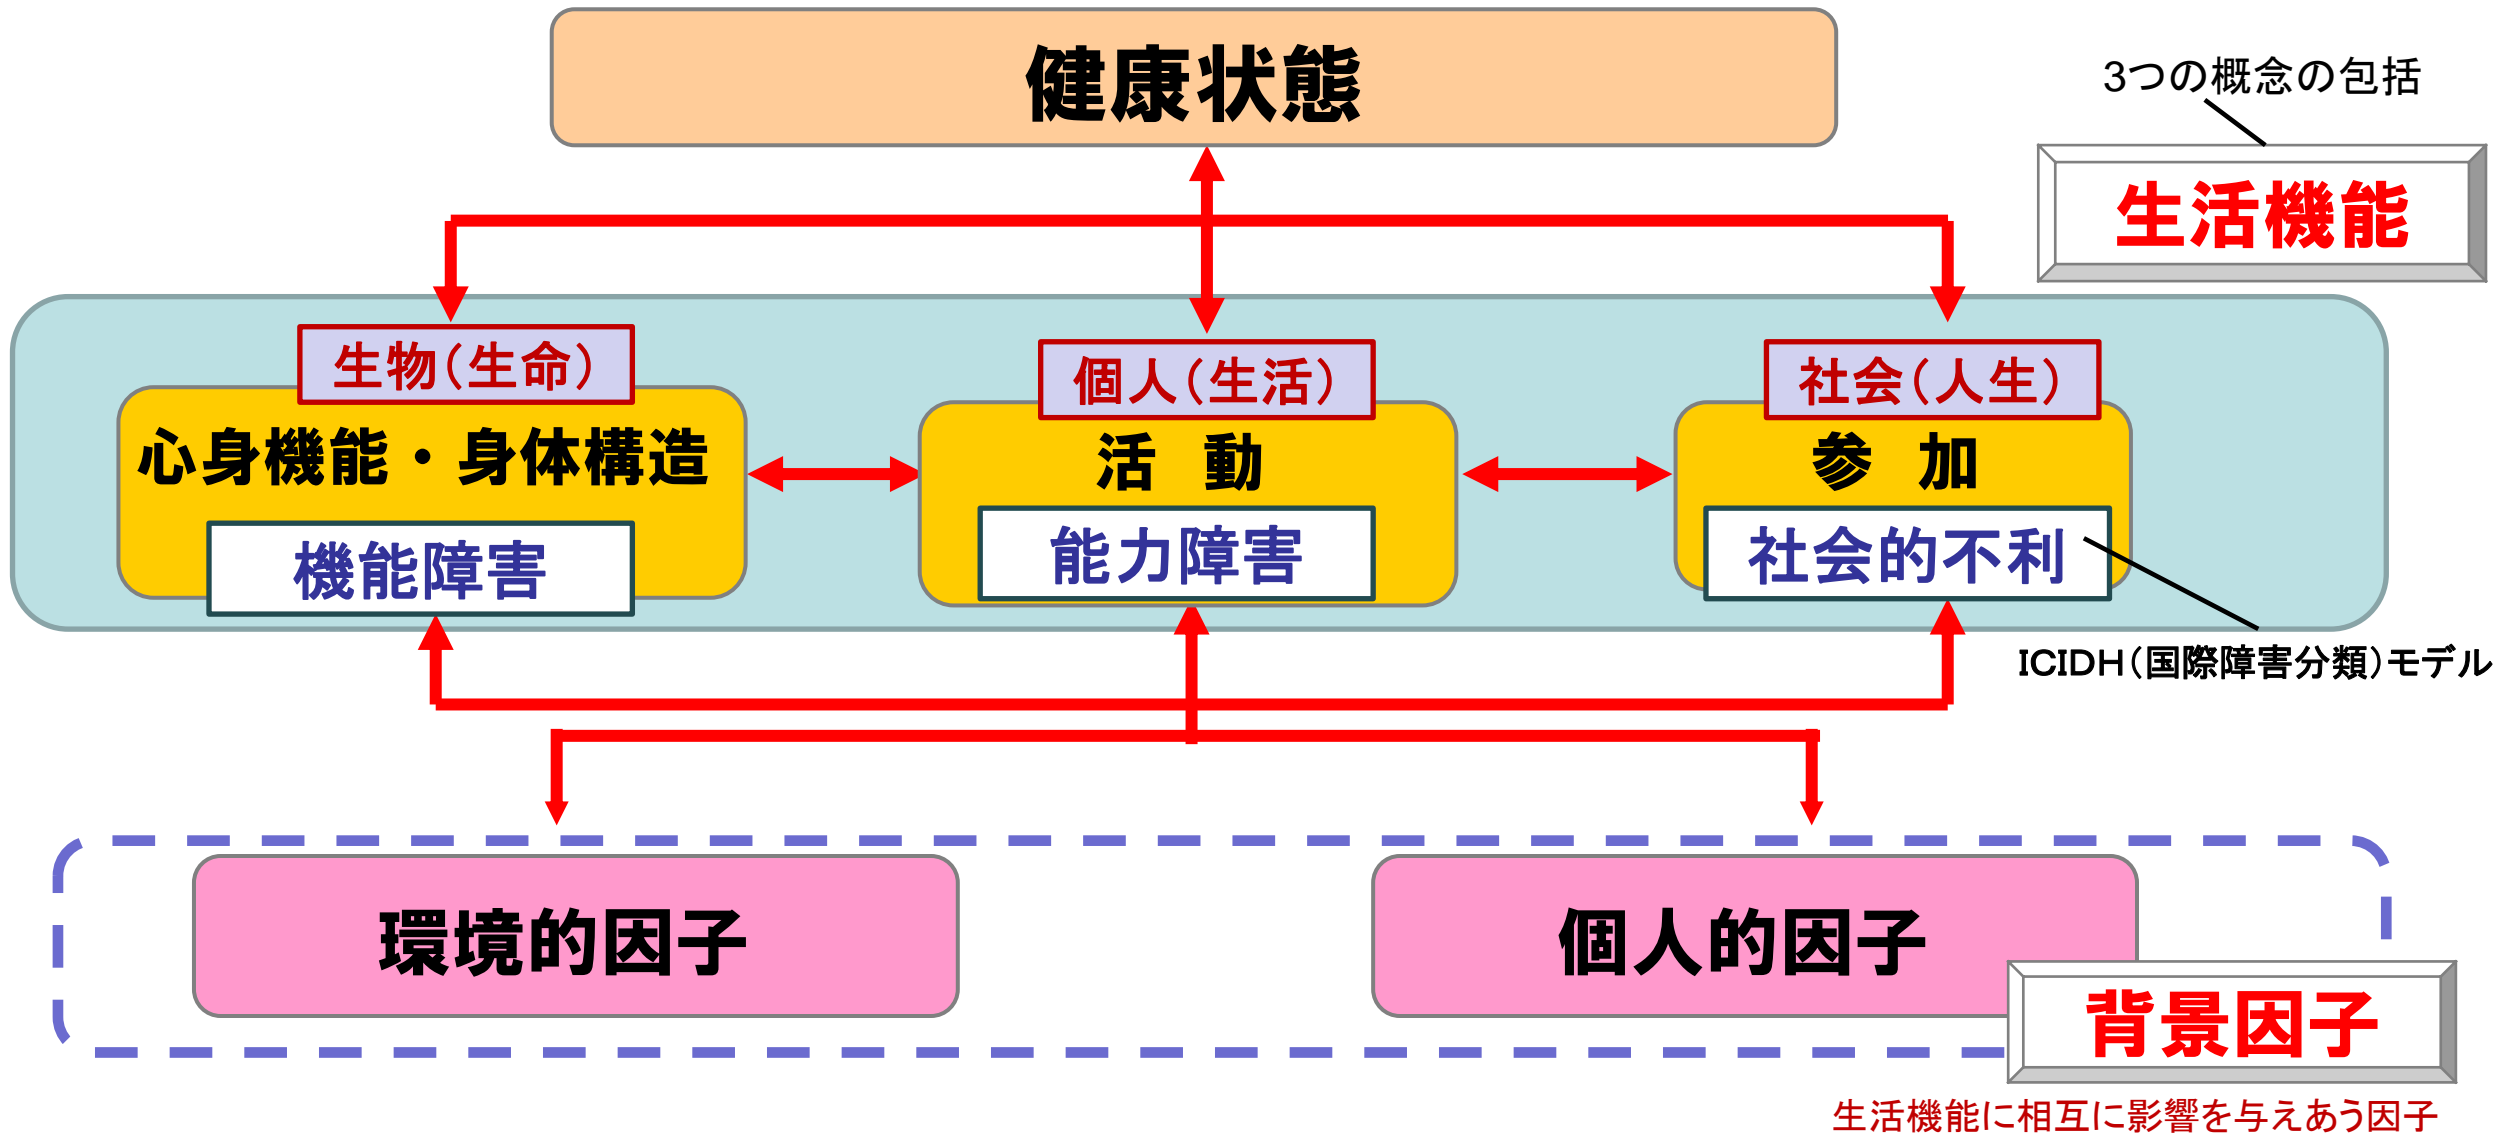 健康状態
3つの概念の包括
生活機能
生物(生命)
個人(生活)
社会(人生)
心身機能・身体構造
活 動
参 加
機能障害
能力障害
社会的不利
ICIDH(国際障害分類)モデル
環境的因子
個人的因子
背景因子
生活機能に相互に影響を与える因子